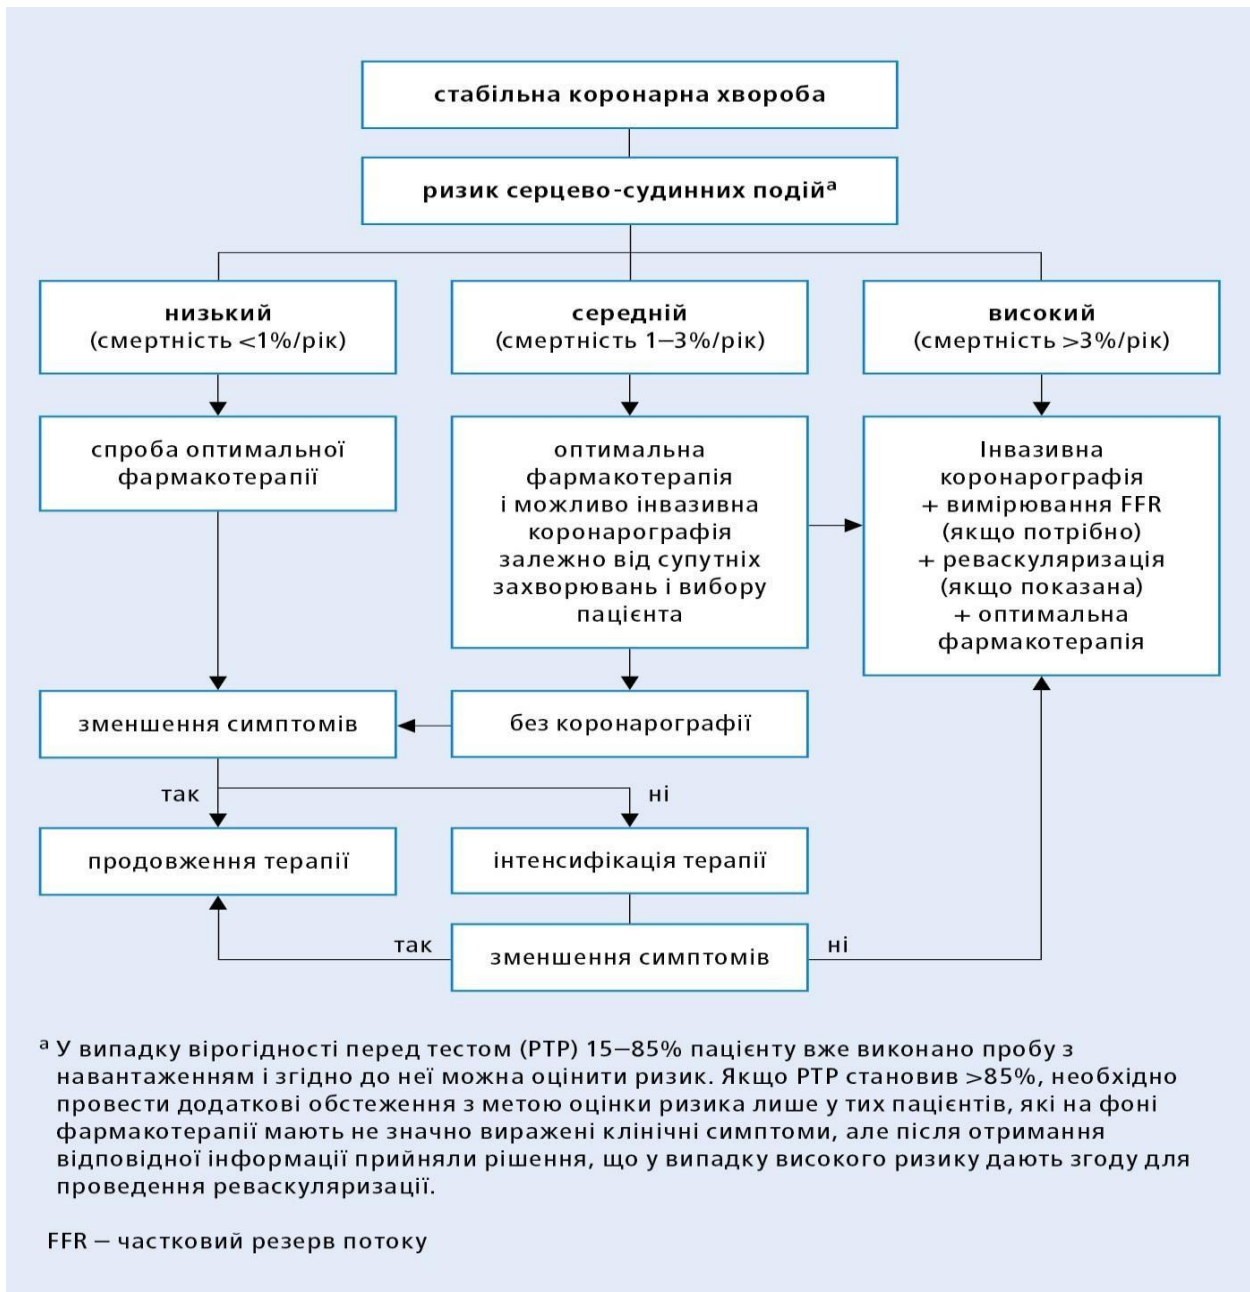 стабільна коронарна хвороба
ризик серцево-судинних подійᵃ
низький
(смертність <1%/рік)
середній
(смертність 1–3%/рік)
високий
(смертність >3%/рік)
спроба оптимальної
фармакотерапії
оптимальна
фармакотерапія
і можливо інвазивна
коронарографія
залежно від супутніх
захворювань і вибору
пацієнта
Інвазивна
коронарографія
+ вимірювання FFR
(якщо потрібно)
+ реваскуляризація
(якщо показана)
+ оптимальна
фармакотерапія
зменшення симптомів
без коронарографії
так
ні
продовження терапії
інтенсифікація терапії
так
зменшення симптомів
ні
ᵃ У випадку вірогідності перед тестом (PTP) 15–85% пацієнту вже виконано пробу з
навантаженням і згідно до неї можна оцінити ризик. Якщо PTP становив >85%, необхідно
провести додаткові обстеження з метою оцінки ризика лише у тих пацієнтів, які на фоні
фармакотерапії мають не значно виражені клінічні симптоми, але після отримання
відповідної інформації прийняли рішення, що у випадку високого ризику дають згоду для
проведення реваскуляризації.
FFR – частковий резерв потоку